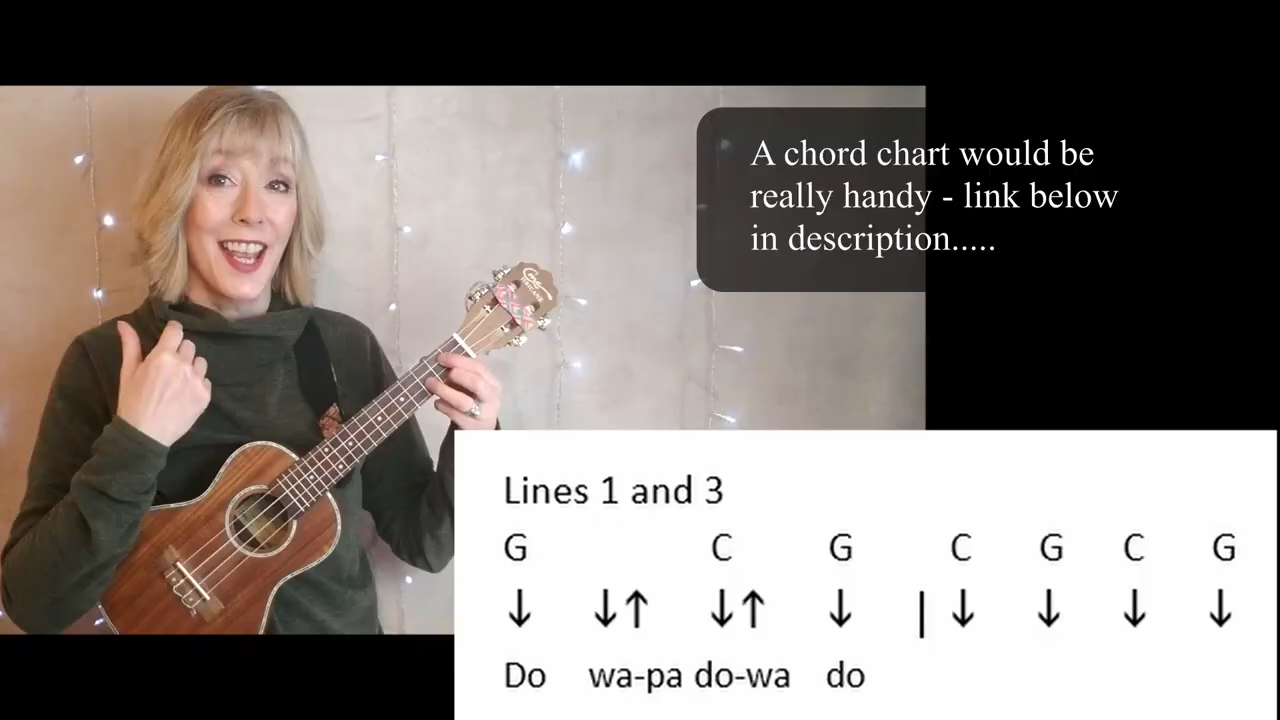 A chord chart would be
really handy - link below
in description.....
Lines 1 and 3
G C G C G C G
↓ ↓↑ ↓↑ ↓ | ↓ ↓ ↓ ↓
Do wa-pa do-wa do